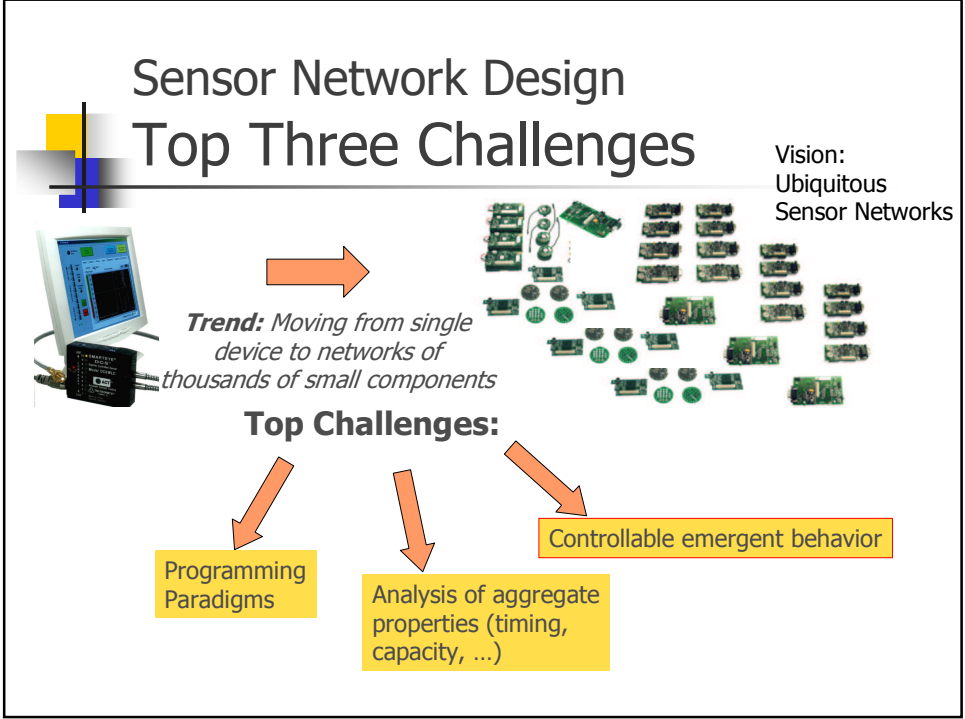 Sensor Network Design
Top Three Challenges
Vision:
Ubiquitous
Sensor Networks
Trend: Moving from single
device to networks of
thousands of small components
Top Challenges:
Programming
Paradigms
Analysis of aggregate
properties (timing,
capacity, …)
Controllable emergent behavior